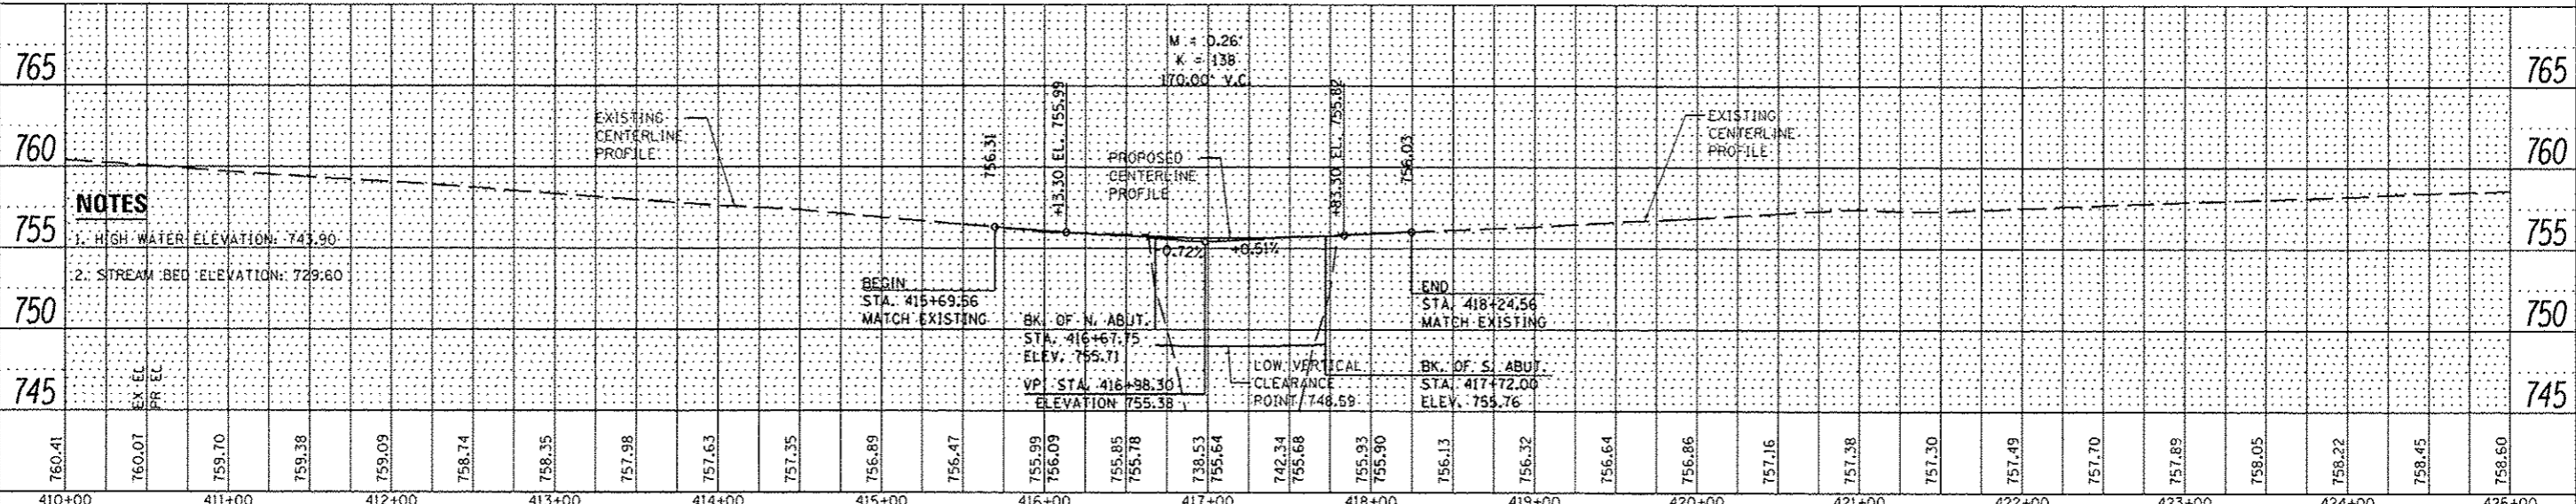 M = 0.26'
K = 138
170.00' V.C.
765
765
760
760
755
755
750
750
745
745
EXISTING
CENTERLINE
PROFILE
756.31
+13.30 EL. 755.99
PROPOSED
CENTERLINE
PROFILE
+83.30 EL. 755.82
756.03
EXISTING
CENTERLINE
PROFILE
NOTES
1. HIGH WATER ELEVATION: 743.90
2. STREAM BED ELEVATION: 729.60
-0.72%
+0.51%
BEGIN
STA. 415+69.56
MATCH EXISTING
BK. OF N. ABUT.
STA. 416+67.75
ELEV. 755.71
VPI STA. 416+98.30
ELEVATION 755.38
LOW VERTICAL
CLEARANCE
POINT 748.59
END
STA. 418+24.56
MATCH EXISTING
BK. OF S. ABUT.
STA. 417+72.00
ELEV. 755.76
EX EL
PR EL
760.41
760.07
759.70
759.38
759.09
758.74
758.35
757.98
757.63
757.35
756.89
756.47
755.99
756.09
755.85
755.78
738.53
755.64
742.34
755.68
755.93
755.90
756.13
756.32
756.64
756.86
757.16
757.38
757.30
757.49
757.70
757.89
758.05
758.22
758.45
758.60
410+00
411+00
412+00
413+00
414+00
415+00
416+00
417+00
418+00
419+00
420+00
421+00
422+00
423+00
424+00
425+00